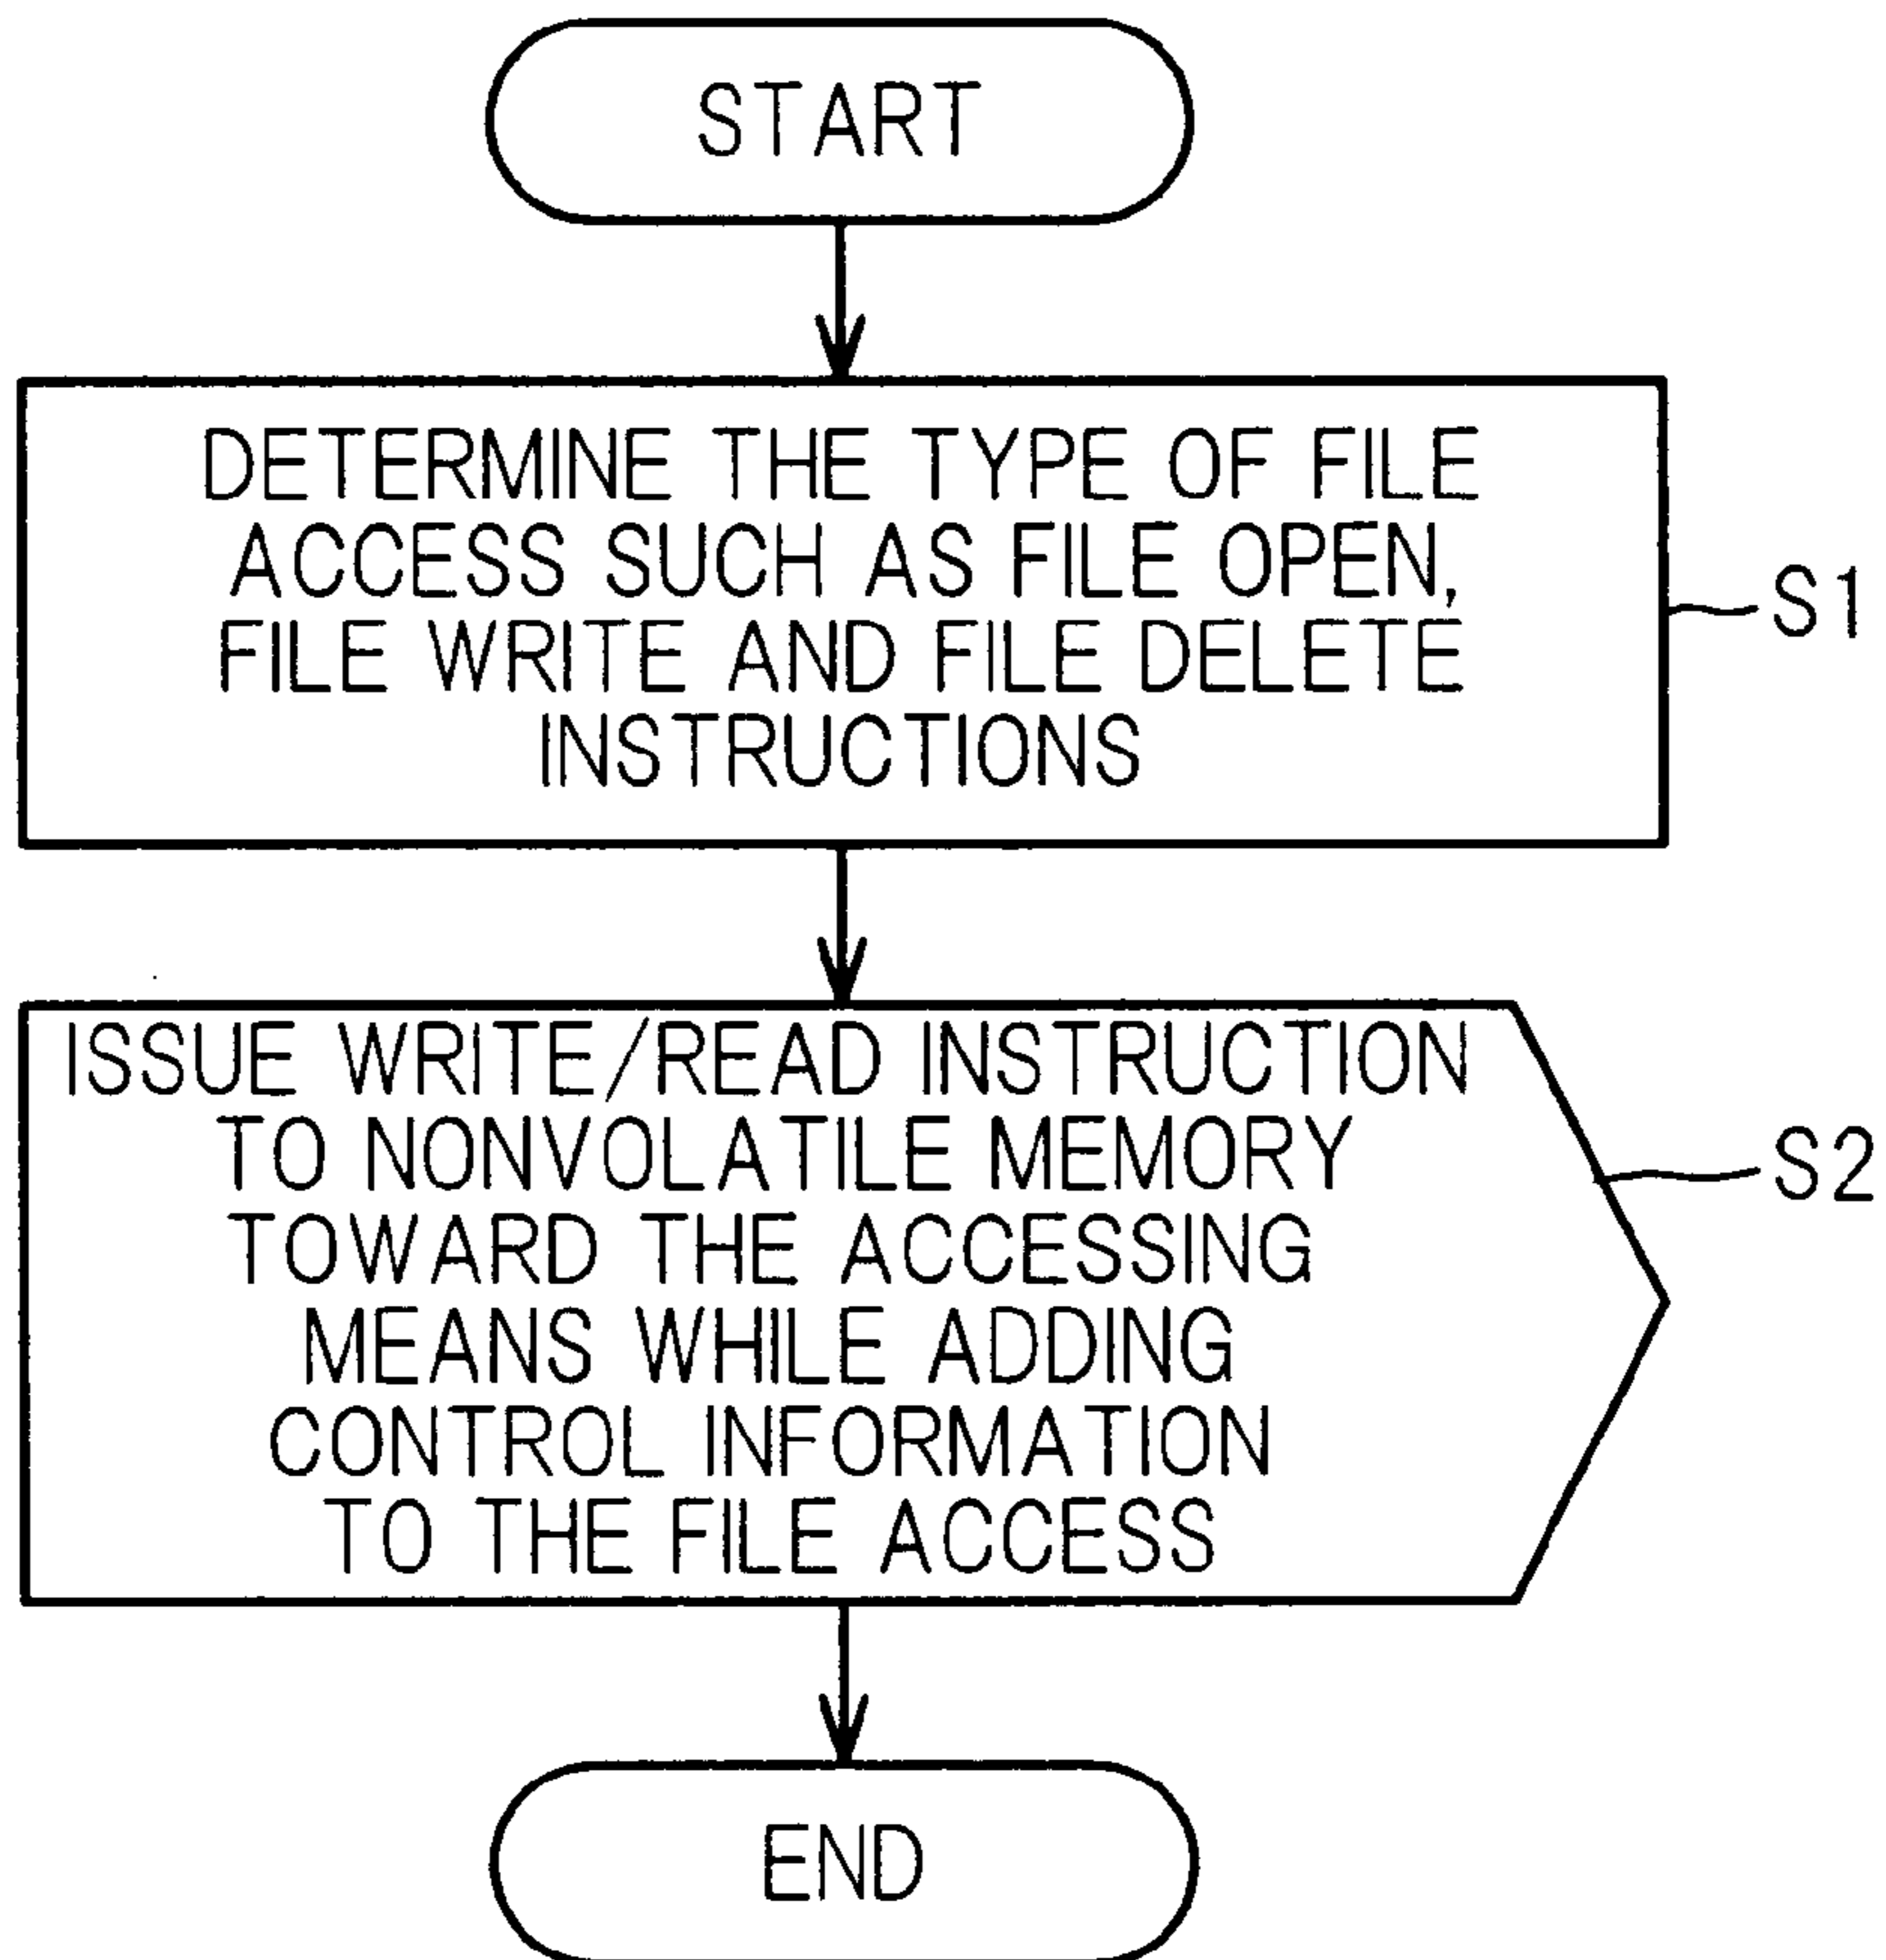 START
DETERMINE THE TYPE OF FILE
ACCESS SUCH AS FILE OPEN,
FILE WRITE AND FILE DELETE
INSTRUCTIONS
S1
ISSUE WRITE/READ INSTRUCTION
TO NONVOLATILE MEMORY
TOWARD THE ACCESSING
MEANS WHILE ADDING
CONTROL INFORMATION
TO THE FILE ACCESS
S2
END